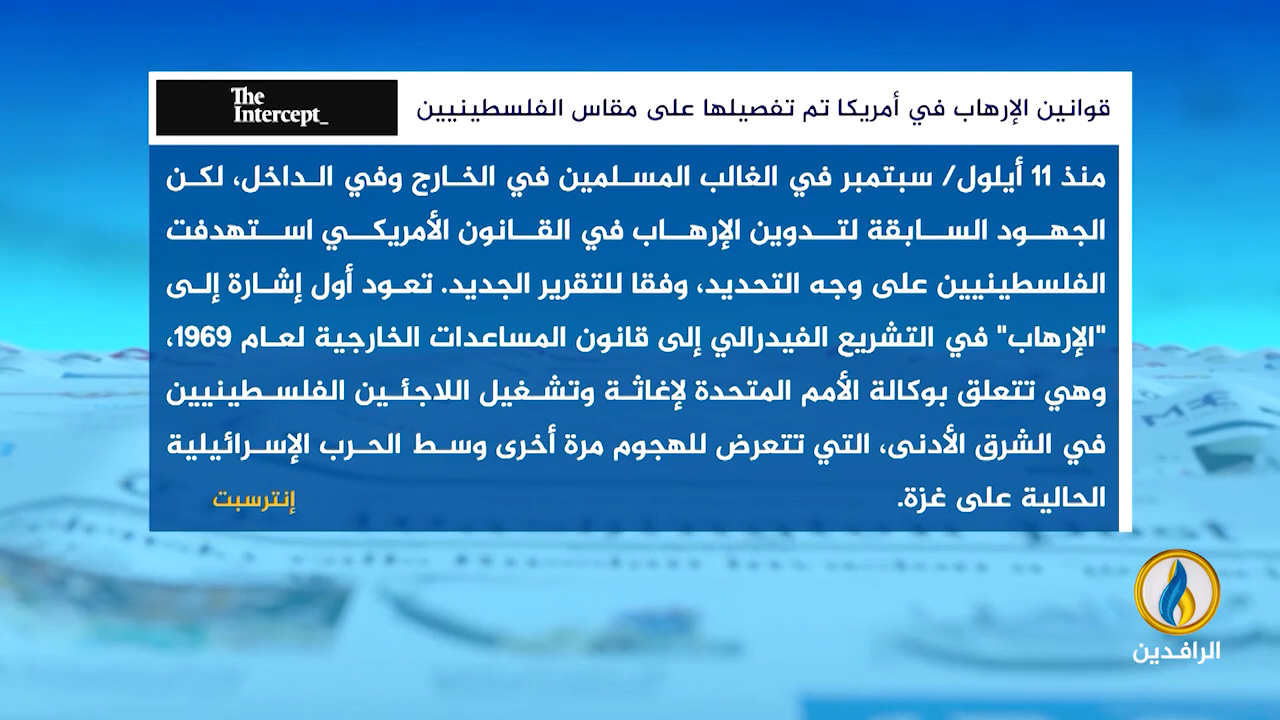 The
Intercept_
قوانين الإرهاب في أمريكا تم تفصيلها على مقاس الفلسطينيين
منذ 11 أيلول/ سبتمبر في الغالب المسلمين في الخارج وفي الداخل، لكن
الجهود السابقة لتدوين الإرهاب في القانون الأمريكي استهدفت
الفلسطينيين على وجه التحديد، وفقا للتقرير الجديد. تعود أول إشارة إلى
"الإرهاب" في التشريع الفيدرالي إلى قانون المساعدات الخارجية لعام 1969،
وهي تتعلق بوكالة الأمم المتحدة لإغاثة وتشغيل اللاجئين الفلسطينيين
في الشرق الأدنى، التي تتعرض للهجوم مرة أخرى وسط الحرب الإسرائيلية
الحالية على غزة.
إنترسبت
الرافدين